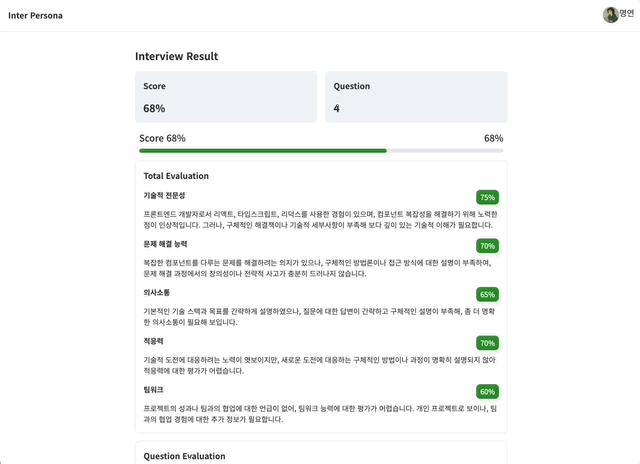 Inter Persona
명연
Interview Result
Score
Question
68%
4
Score 68%
68%
Total Evaluation
기술적 전문성
75%
프론트엔드 개발자로서 리액트, 타입스크립트, 리덕스를 사용한 경험이 있으며, 컴포넌트 복잡성을 해결하기 위해 노력한
점이 인상적입니다. 그러나, 구체적인 해결책이나 기술적 세부사항이 부족해 보다 깊이 있는 기술적 이해가 필요합니다.
문제 해결 능력
70%
복잡한 컴포넌트를 다루는 문제를 해결하려는 의지가 있으나, 구체적인 방법론이나 접근 방식에 대한 설명이 부족하여,
문제 해결 과정에서의 창의성이나 전략적 사고가 충분히 드러나지 않습니다.
의사소통
65%
기본적인 기술 스택과 목표를 간략하게 설명하였으나, 질문에 대한 답변이 간략하고 구체적인 설명이 부족해, 좀 더 명확
한 의사소통이 필요해 보입니다.
적응력
70%
기술적 도전에 대응하려는 노력이 엿보이지만, 새로운 도전에 대응하는 구체적인 방법이나 과정이 명확히 설명되지 않아
적응력에 대한 평가가 어렵습니다.
팀워크
60%
프로젝트의 성과나 팀과의 협업에 대한 언급이 없어, 팀워크 능력에 대한 평가가 어렵습니다. 개인 프로젝트로 보이나, 팀
과의 협업 경험에 대한 추가 정보가 필요합니다.
Question Evaluation